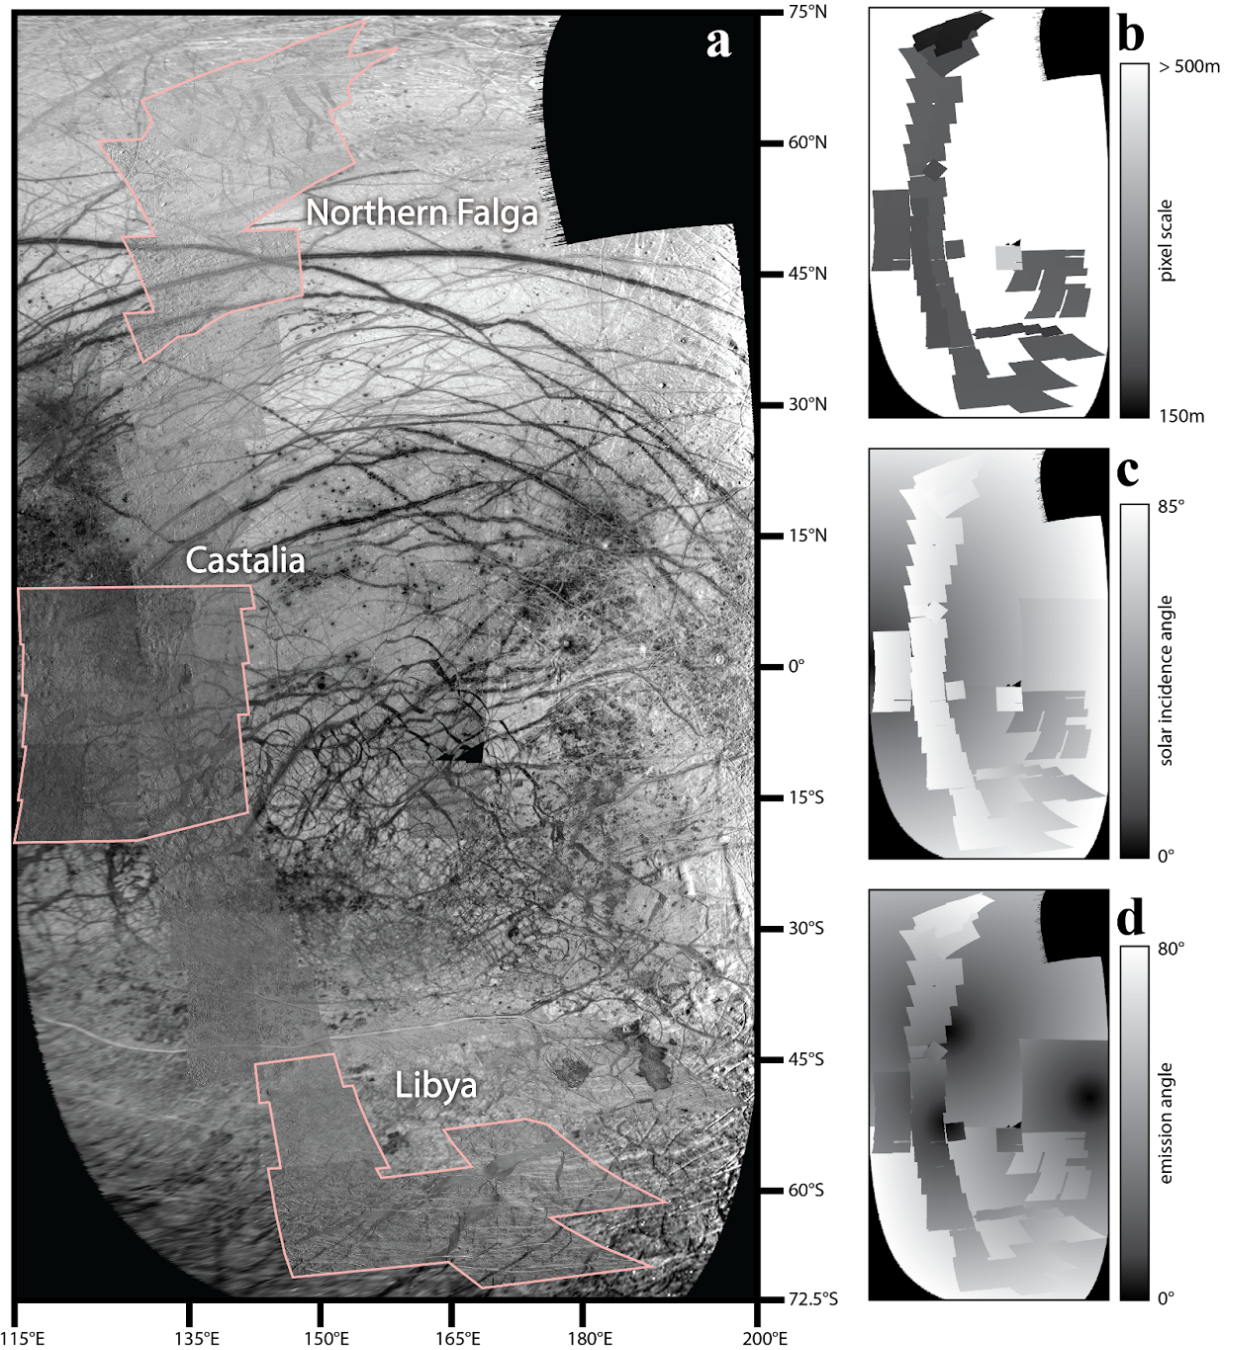 a
75°N
60°N
Northern Falga
45°N
30°N
15°N
Castalia
0°
15°S
30°S
45°S
Libya
60°S
72.5°S
115°E
135°E
150°E
165°E
180°E
200°E
b
> 500m
pixel scale
150m
c
85°
solar incidence angle
0°
d
80°
emission angle
0°